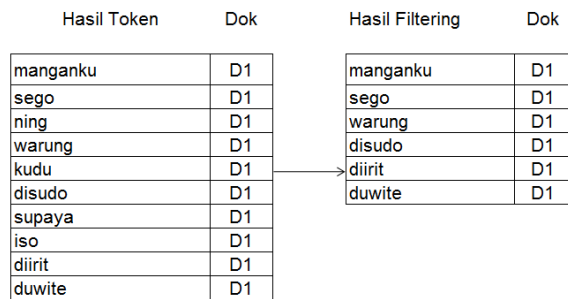 Hasil Token Dok
manganku D1
sego D1
ning D1
warung D1
kudu D1
disudo D1
supaya D1
iso D1
diirit D1
duwite D1
Hasil Filtering Dok
manganku D1
sego D1
warung D1
disudo D1
diirit D1
duwite D1